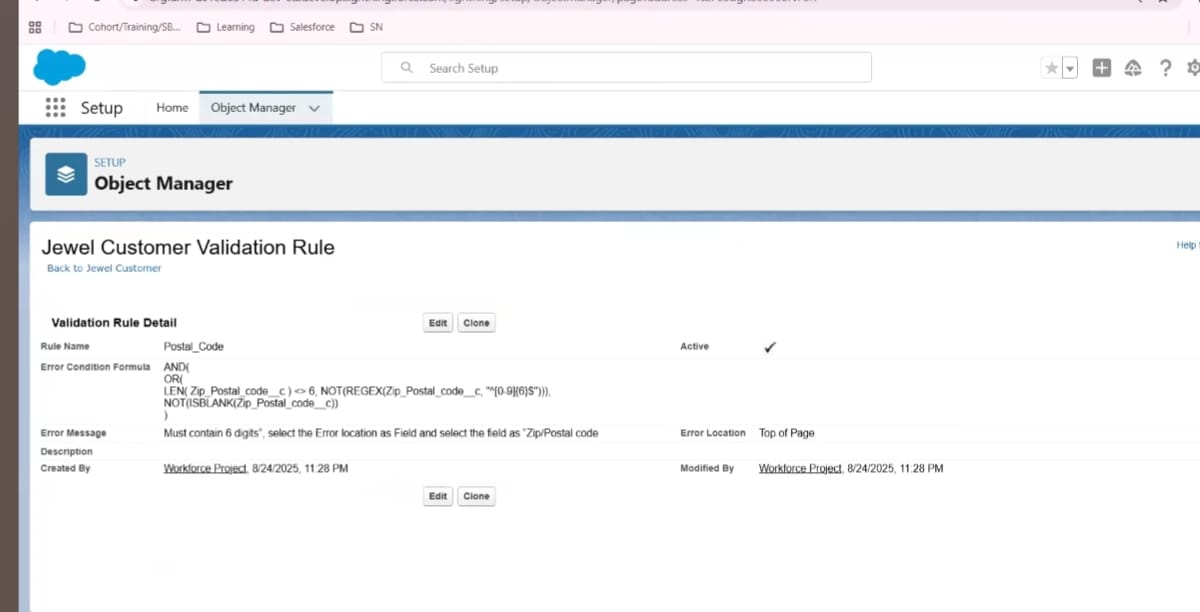 Cohort/Training/SB... Learning Salesforce SN
Search Setup
Setup Home Object Manager
SETUP
Object Manager
Jewel Customer Validation Rule
Help
Back to Jewel Customer
Validation Rule Detail Edit Clone
Rule Name Postal_Code Active ✓
Error Condition Formula AND(
OR(
LEN( Zip_Postal_code__c ) <> 6, NOT(REGEX(Zip_Postal_code__c, "^[0-9]{6}$"))),
NOT(ISBLANK(Zip_Postal_code__c))
)
Error Message Must contain 6 digits", select the Error location as Field and select the field as "Zip/Postal code Error Location Top of Page
Description
Created By Workforce Project, 8/24/2025, 11:28 PM Modified By Workforce Project, 8/24/2025, 11:28 PM
Edit Clone